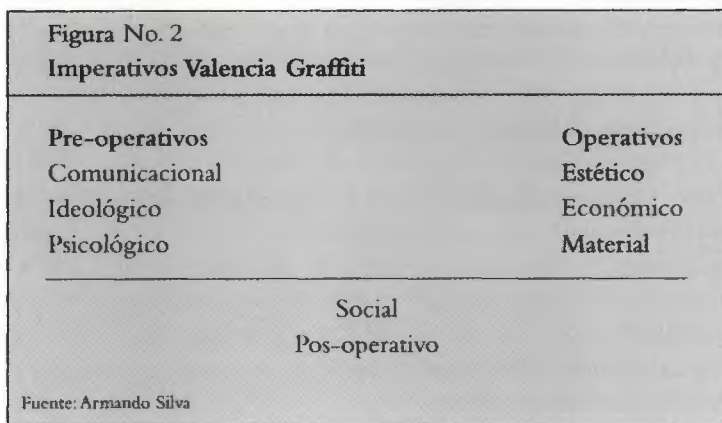 Figura No. 2
Imperativos Valencia Graffiti
Pre-operativos Operativos
Comunicacional Estético
Ideológico Económico
Psicológico Material
Social
Pos-operativo
Fuente: Armando Silva